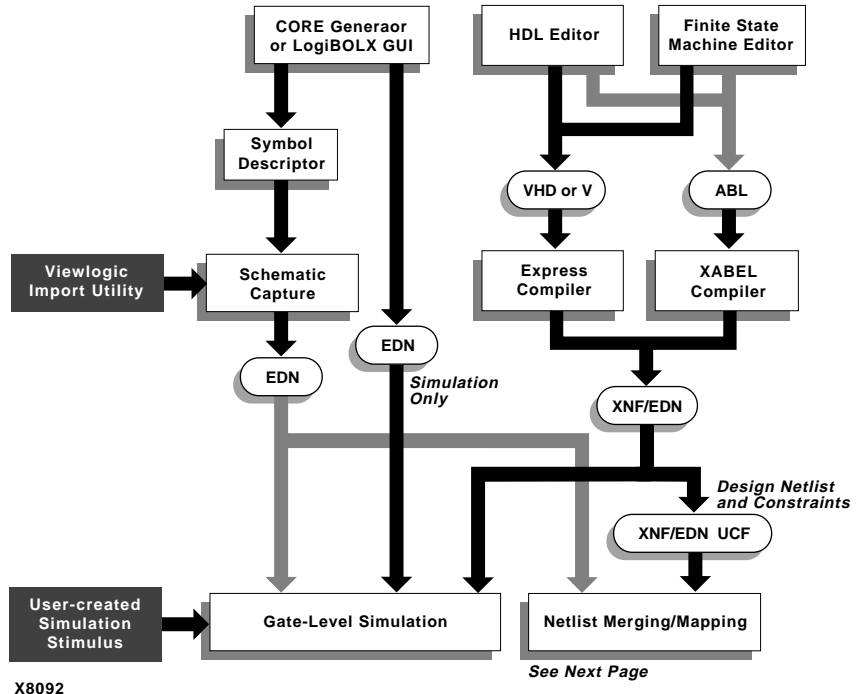 CORE Generaor
or LogiBOLX GUI
HDL Editor
Finite State
Machine Editor
Symbol
Descriptor
VHD or V
ABL
Viewlogic
Import Utility
Schematic
Capture
Express
Compiler
XABEL
Compiler
EDN
EDN
Simulation
Only
XNF/EDN
Design Netlist
and Constraints
XNF/EDN UCF
User-created
Simulation
Stimulus
Gate-Level Simulation
Netlist Merging/Mapping
See Next Page
X8092